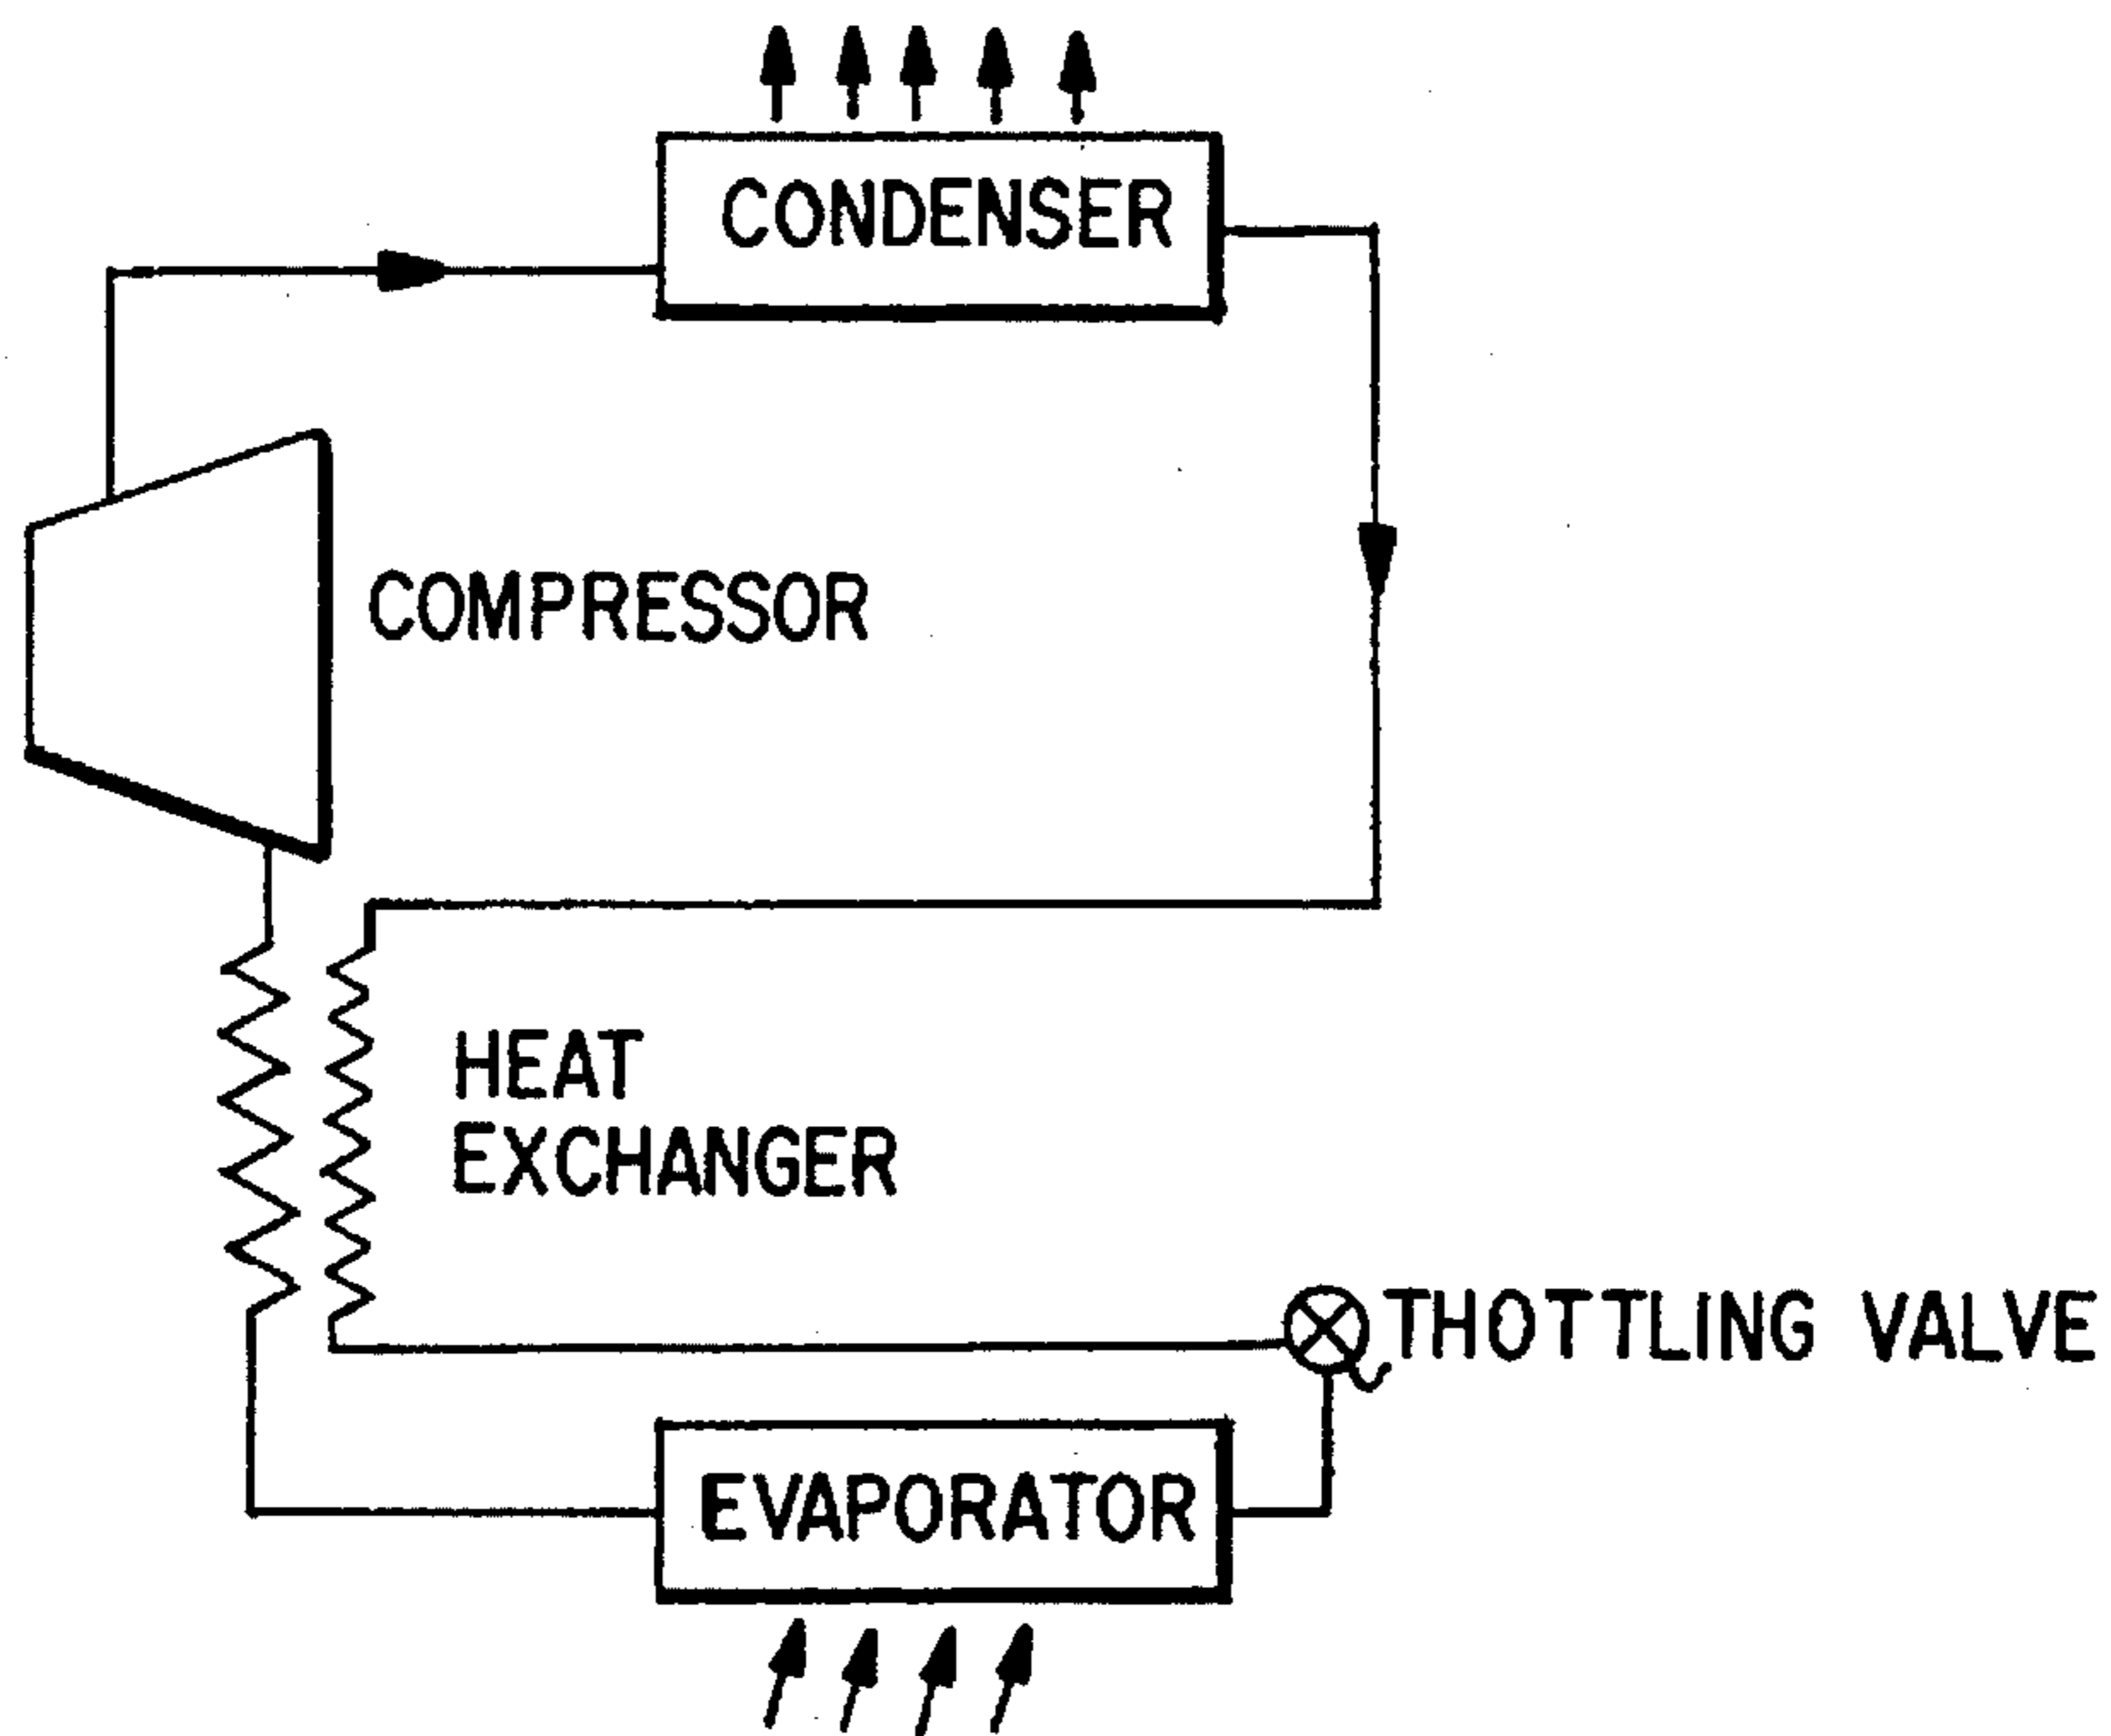 CONDENSER
COMPRESSOR
HEAT
EXCHANGER
THOTTLING VALVE
EVAPORATOR